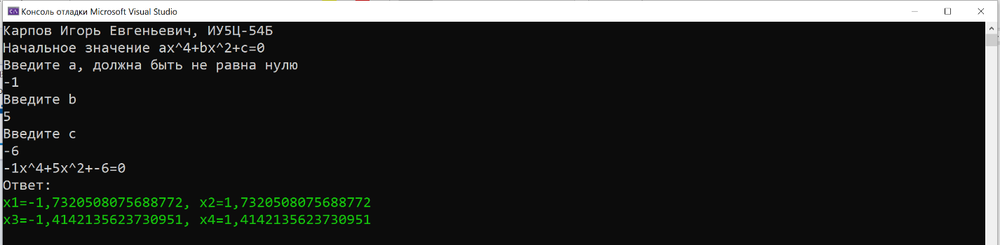 Консоль отладки Microsoft Visual Studio
Карпов Игорь Евгеньевич, ИУ5Ц-54Б
Начальное значение ax^4+bx^2+c=0
Введите a, должна быть не равна нулю
-1
Введите b
5
Введите c
-6
-1x^4+5x^2+-6=0
Ответ:
x1=-1,7320508075688772, x2=1,7320508075688772
x3=-1,4142135623730951, x4=1,4142135623730951